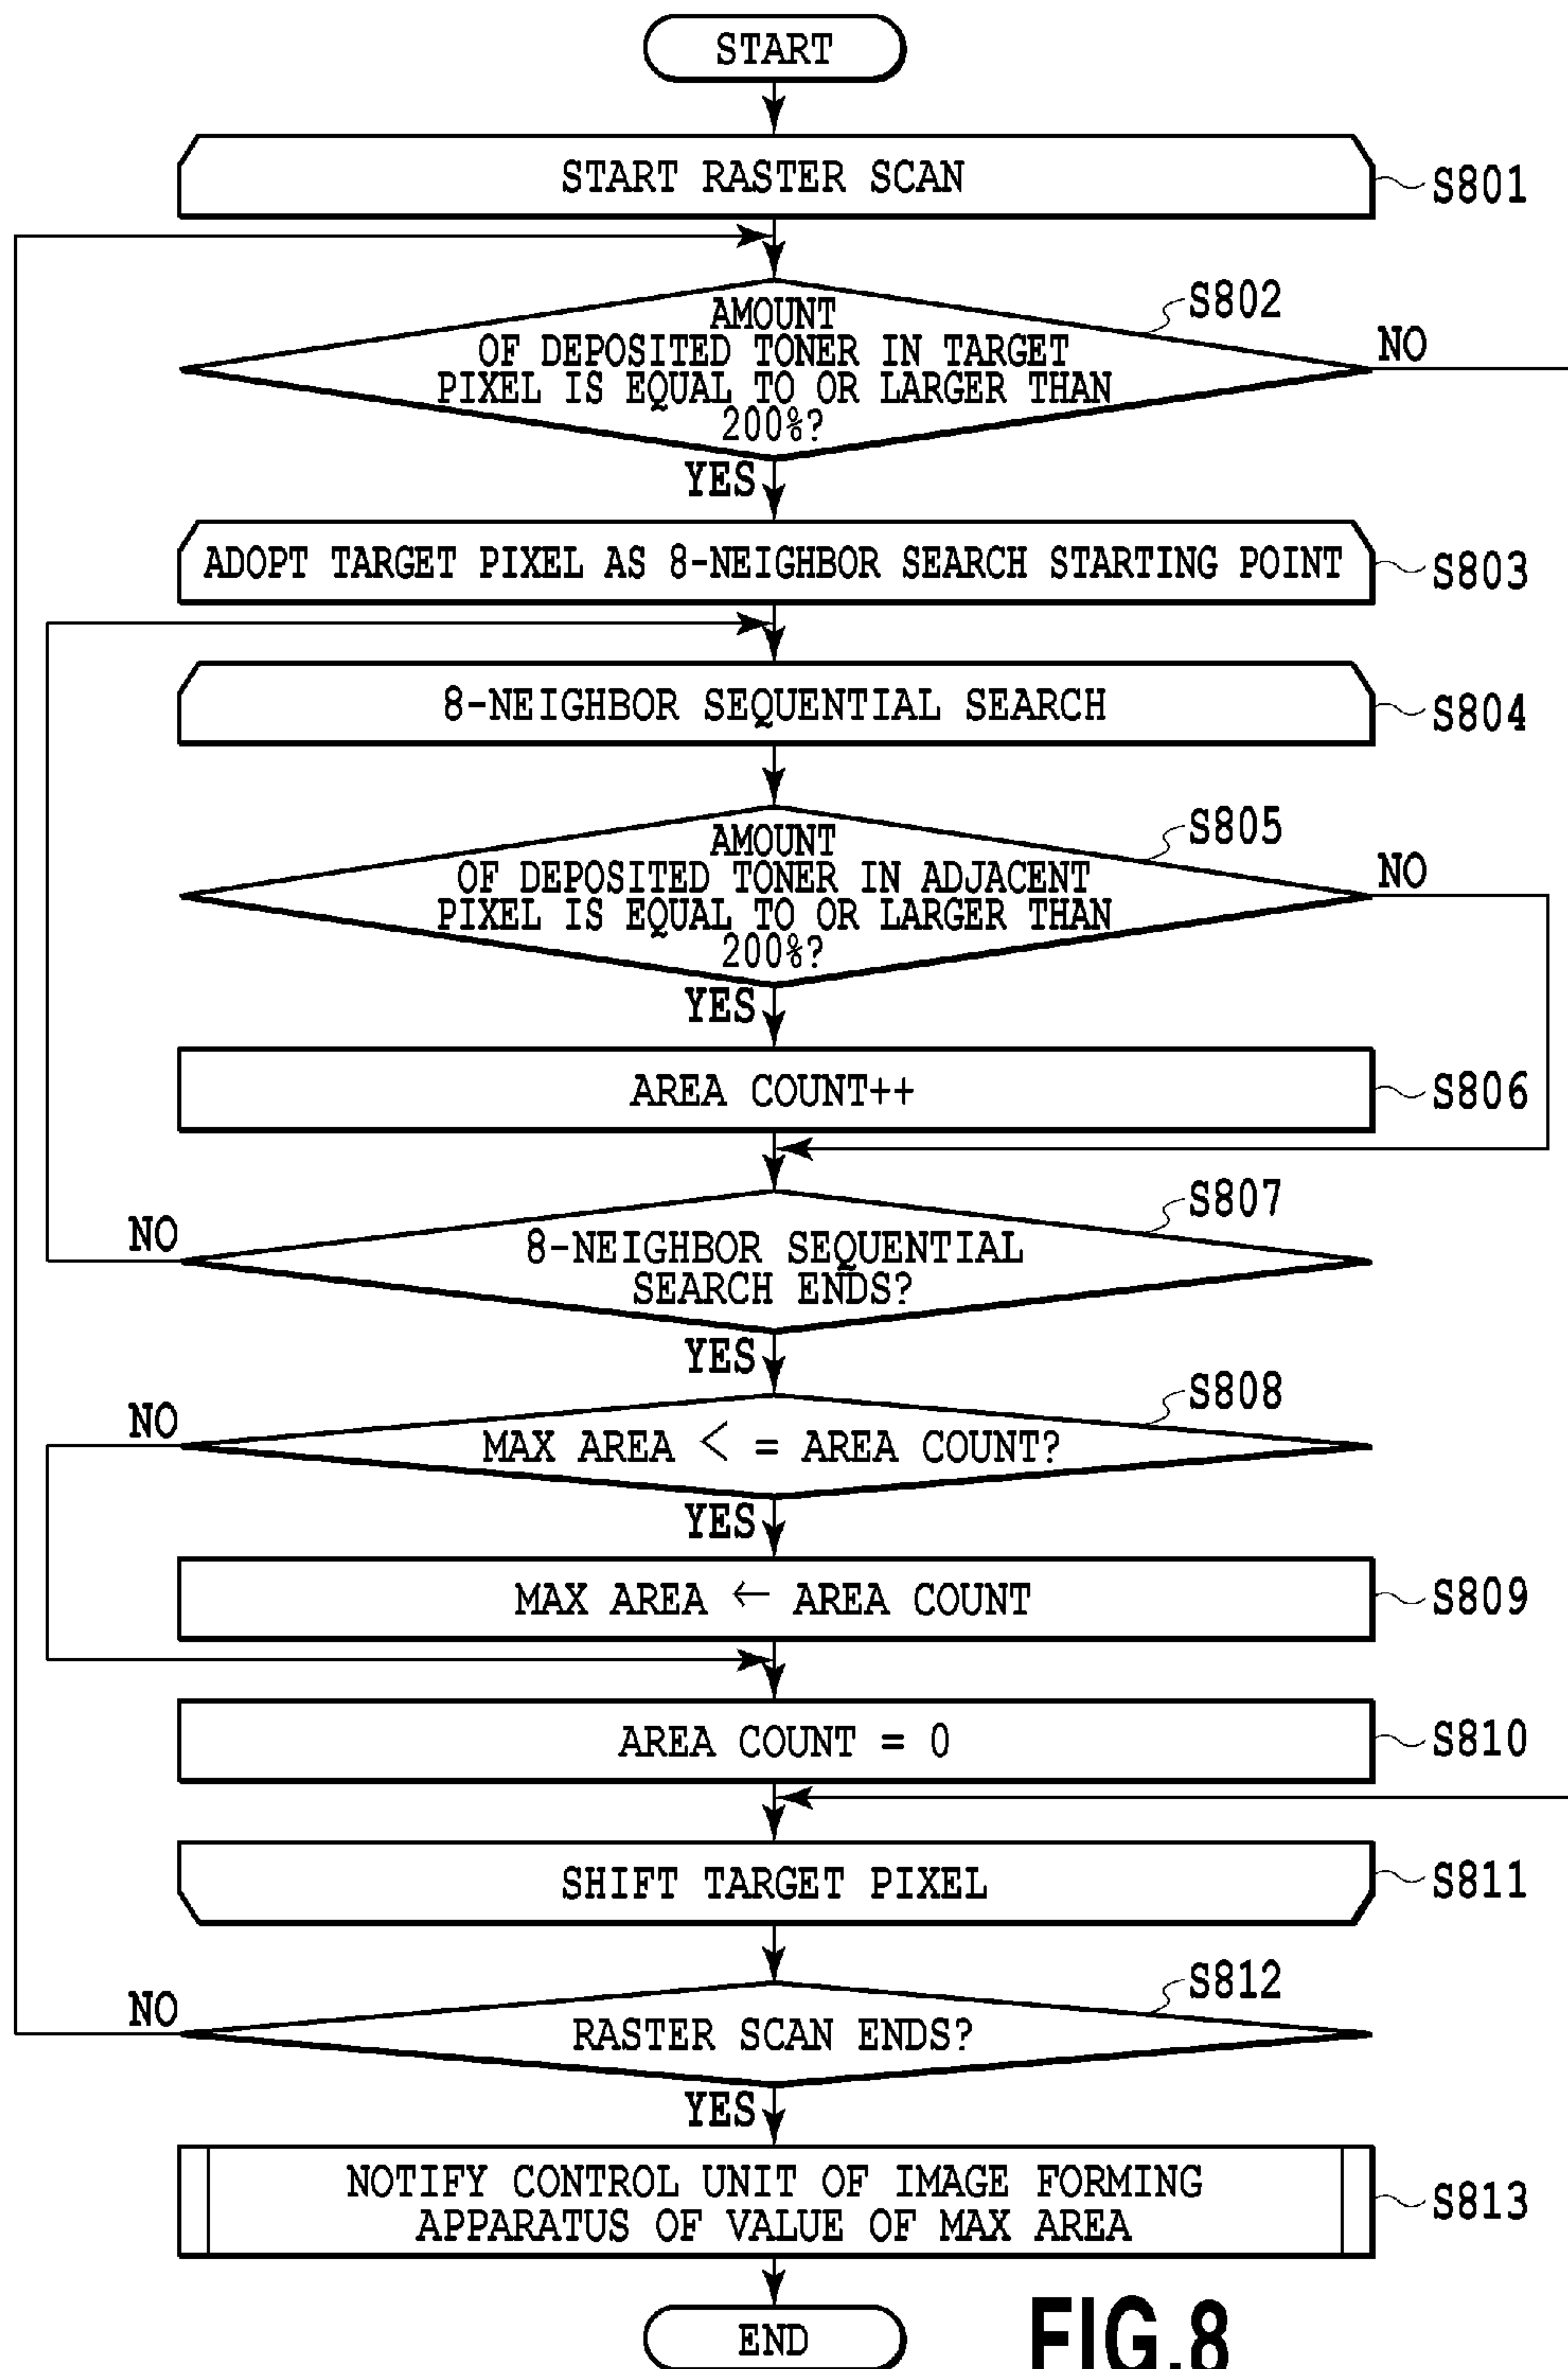 START
START RASTER SCAN
S801
S802
AMOUNT
OF DEPOSITED TONER IN TARGET
PIXEL IS EQUAL TO OR LARGER THAN
200%?
NO
YES
ADOPT TARGET PIXEL AS 8-NEIGHBOR SEARCH STARTING POINT
S803
8-NEIGHBOR SEQUENTIAL SEARCH
S804
S805
AMOUNT
OF DEPOSITED TONER IN ADJACENT
PIXEL IS EQUAL TO OR LARGER THAN
200%?
NO
YES
AREA COUNT++
S806
S807
NO
8-NEIGHBOR SEQUENTIAL
SEARCH ENDS?
YES
S808
NO
MAX AREA < = AREA COUNT?
YES
MAX AREA ← AREA COUNT
S809
AREA COUNT = 0
S810
SHIFT TARGET PIXEL
S811
S812
NO
RASTER SCAN ENDS?
YES
NOTIFY CONTROL UNIT OF IMAGE FORMING
APPARATUS OF VALUE OF MAX AREA
S813
END
FIG.8